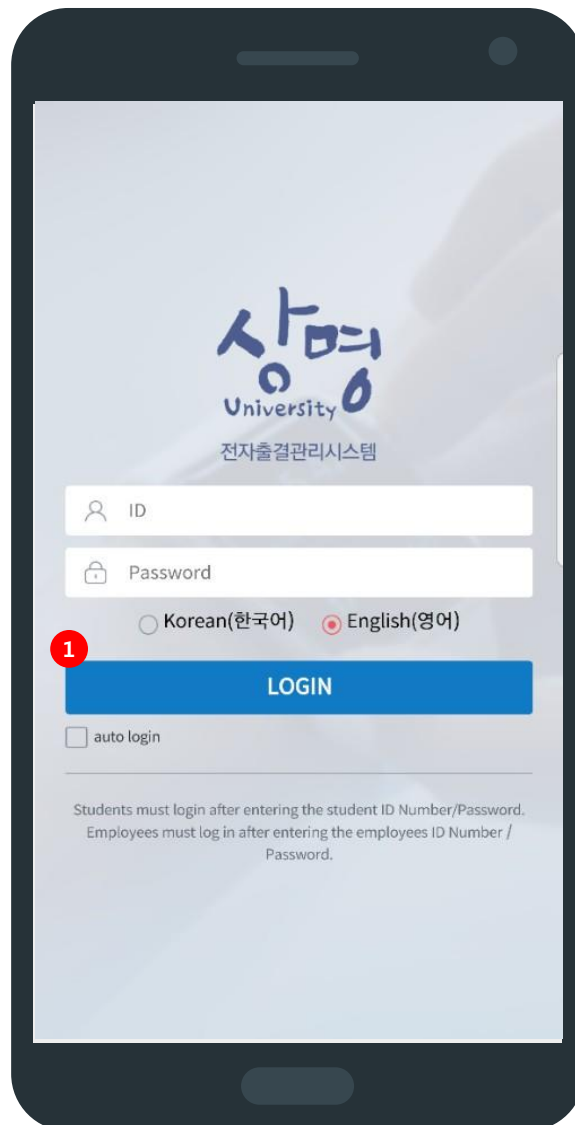 상명
University
전자출결관리시스템
ID
Password
Korean(한국어) English(영어)
1
LOGIN
auto login
Students must login after entering the student ID Number/Password.
Employees must log in after entering the employees ID Number /
Password.